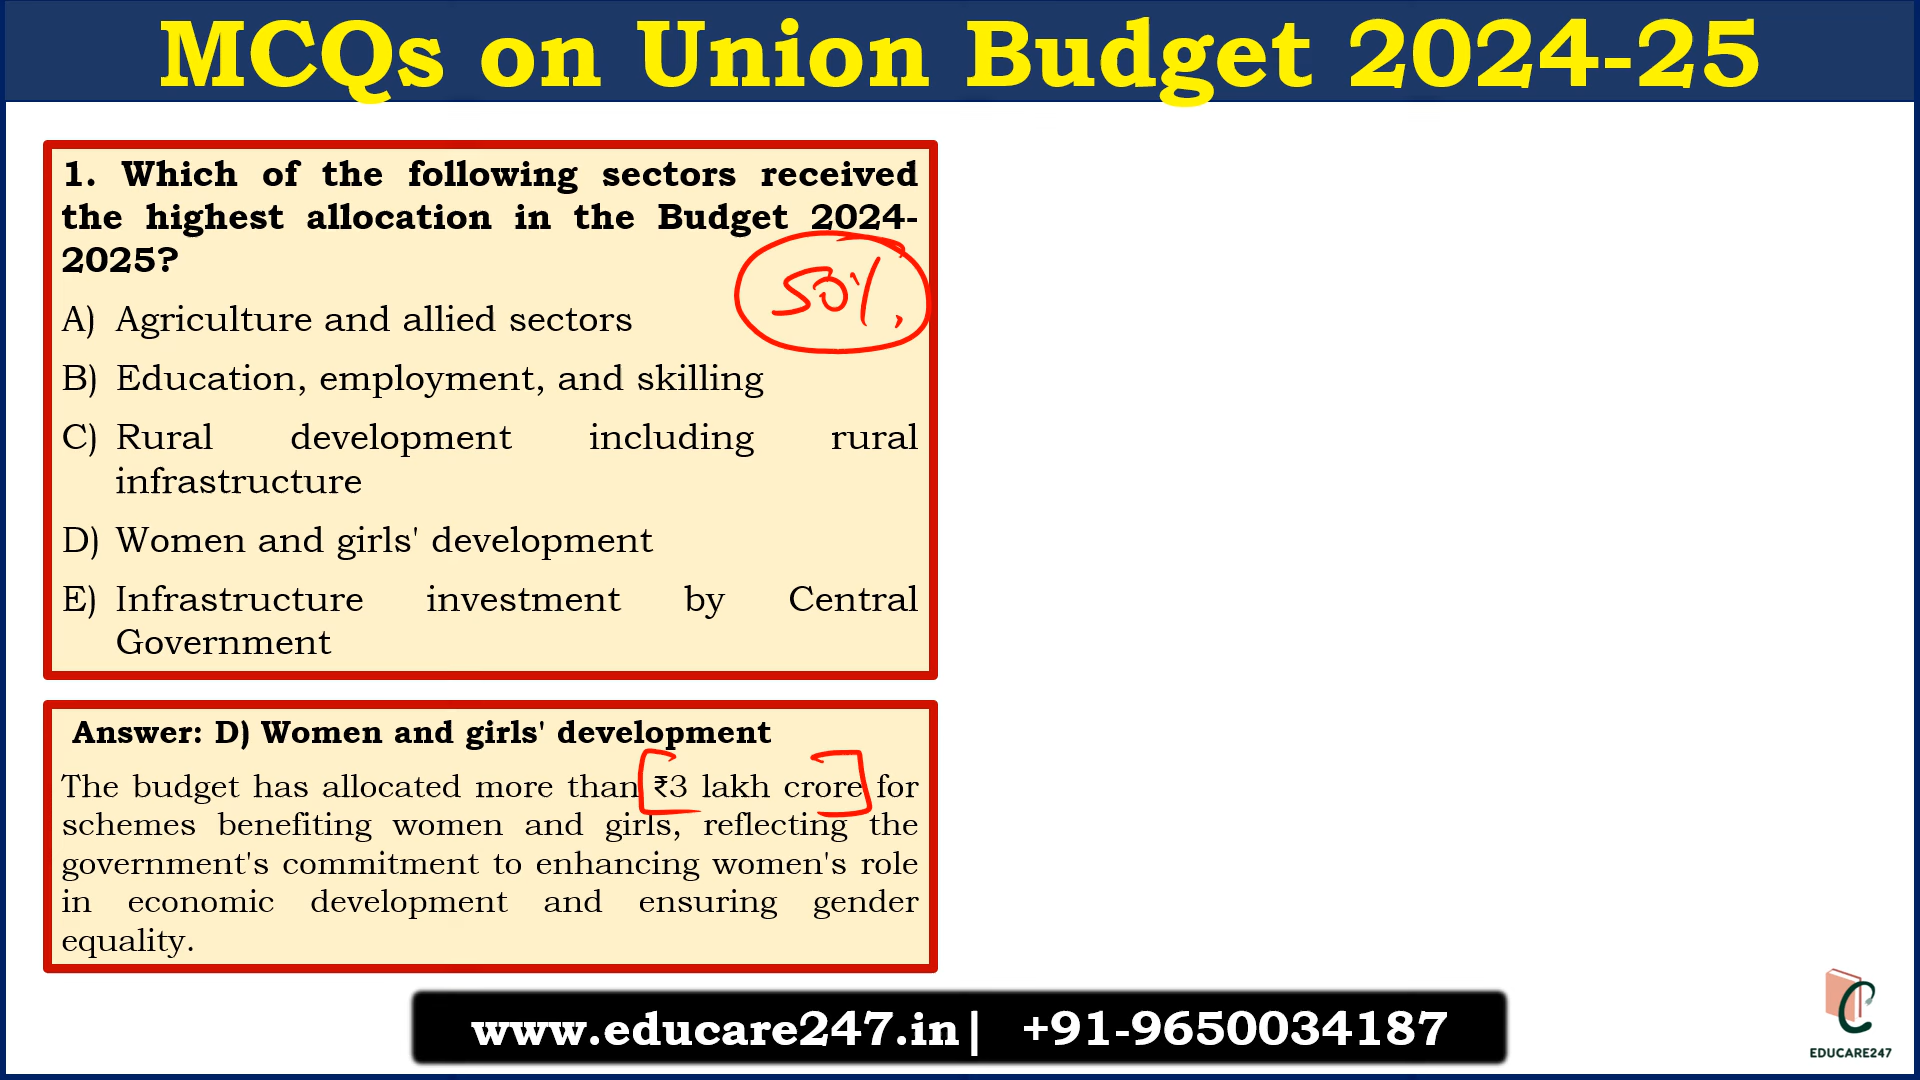 MCQs on Union Budget 2024-25
1. Which of the following sectors received
the highest allocation in the Budget 2024-
2025?
50%
A) Agriculture and allied sectors
B) Education, employment, and skilling
C) Rural development including rural
infrastructure
D) Women and girls' development
E) Infrastructure investment by Central
Government
Answer: D) Women and girls' development
The budget has allocated more than ₹3 lakh crore for
schemes benefiting women and girls, reflecting the
government's commitment to enhancing women's role
in economic development and ensuring gender
equality.
www.educare247.in| +91-9650034187
EDUCARE247